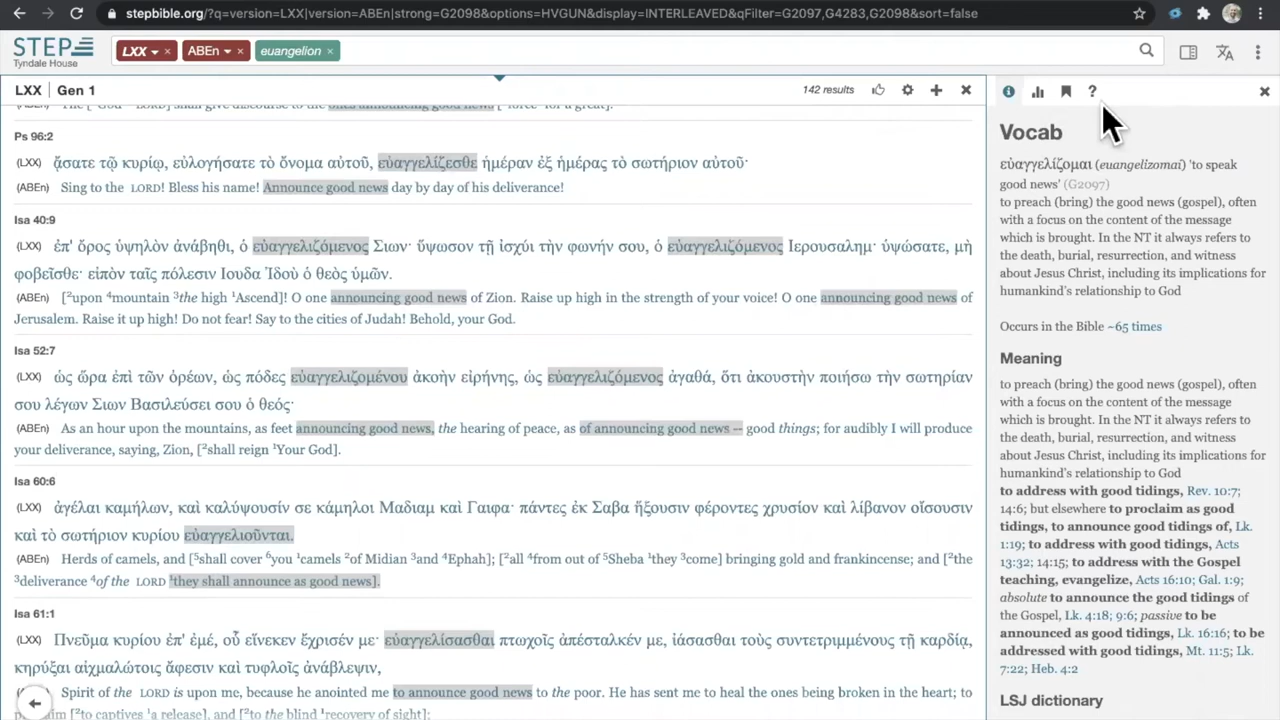 stepbible.org/?q=version=LXX|version=ABEn|strong=G2098&options=HVGUN&display=INTERLEAVED&qFilter=G2097,G4283,G2098&sort=false
STEP
Tyndale House
LXX × ABEn × euangelion ×
LXX | Gen 1 142 results
Ps 96:2
(LXX) ᾄσατε τῷ κυρίῳ, εὐλογήσατε τὸ ὄνομα αὐτοῦ, εὐαγγελίζεσθε ἡμέραν ἐξ ἡμέρας τὸ σωτήριον αὐτοῦ·
(ABEn) Sing to the LORD! Bless his name! Announce good news day by day of his deliverance!
Isa 40:9
(LXX) ἐπ' ὄρος ὑψηλὸν ἀνάβηθι, ὁ εὐαγγελιζόμενος Σιων· ὕψωσον τῇ ἰσχύι τὴν φωνήν σου, ὁ εὐαγγελιζόμενος Ιερουσαλημ· ὑψώσατε, μὴ
φοβεῖσθε· εἰπὸν ταῖς πόλεσιν Ιουδα Ἰδοὺ ὁ θεὸς ὑμῶν.
(ABEn) [²upon ⁴mountain ³the high ¹Ascend]! O one announcing good news of Zion. Raise up high in the strength of your voice! O one announcing good news of
Jerusalem. Raise it up high! Do not fear! Say to the cities of Judah! Behold, your God.
Isa 52:7
(LXX) ὡς ὥρα ἐπὶ τῶν ὀρέων, ὡς πόδες εὐαγγελιζομένου ἀκοὴν εἰρήνης, ὡς εὐαγγελιζόμενος ἀγαθά, ὅτι ἀκουστὴν ποιήσω τὴν σωτηρίαν
σου λέγων Σιων Βασιλεύσει σου ὁ θεός·
(ABEn) As an hour upon the mountains, as feet announcing good news, the hearing of peace, as of announcing good news -- good things; for audibly I will produce
your deliverance, saying, Zion, [²shall reign ¹Your God].
Isa 60:6
(LXX) ἀγέλαι καμήλων, καὶ καλύψουσίν σε κάμηλοι Μαδιαμ καὶ Γαιφα· πάντες ἐκ Σαβα ἥξουσιν φέροντες χρυσίον καὶ λίβανον οἴσουσιν
καὶ τὸ σωτήριον κυρίου εὐαγγελιοῦνται.
(ABEn) Herds of camels, and [⁵shall cover ⁶you ¹camels ²of Midian ³and ⁴Ephah]; [²all ⁴from out of ⁵Sheba ¹they ³come] bringing gold and frankincense; and [²the
³deliverance ⁴of the LORD ¹they shall announce as good news].
Isa 61:1
(LXX) Πνεῦμα κυρίου ἐπ' ἐμέ, οὗ εἵνεκεν ἔχρισέν με· εὐαγγελίσασθαι πτωχοῖς ἀπέσταλκέν με, ἰάσασθαι τοὺς συντετριμμένους τῇ καρδίᾳ,
κηρύξαι αἰχμαλώτοις ἄφεσιν καὶ τυφλοῖς ἀνάβλεψιν,
(ABEn) Spirit of the LORD is upon me, because he anointed me to announce good news to the poor. He has sent me to heal the ones being broken in the heart; to
[²to captives ¹a release], and [²to the blind ¹recovery of sight];
Vocab
εὐαγγελίζομαι (euangelizomai) 'to speak
good news' (G2097)
to preach (bring) the good news (gospel), often
with a focus on the content of the message
which is brought. In the NT it always refers to
the death, burial, resurrection, and witness
about Jesus Christ, including its implications for
humankind's relationship to God
Occurs in the Bible ~65 times
Meaning
to preach (bring) the good news (gospel), often
with a focus on the content of the message
which is brought. In the NT it always refers to
the death, burial, resurrection, and witness
about Jesus Christ, including its implications for
humankind's relationship to God
to address with good tidings, Rev. 10:7;
14:6; but elsewhere to proclaim as good
tidings, to announce good tidings of, Lk.
1:19; to address with good tidings, Acts
13:32; 14:15; to address with the Gospel
teaching, evangelize, Acts 16:10; Gal. 1:9;
absolute to announce the good tidings of
the Gospel, Lk. 4:18; 9:6; passive to be
announced as good tidings, Lk. 16:16; to be
addressed with good tidings, Mt. 11:5; Lk.
7:22; Heb. 4:2
LSJ dictionary